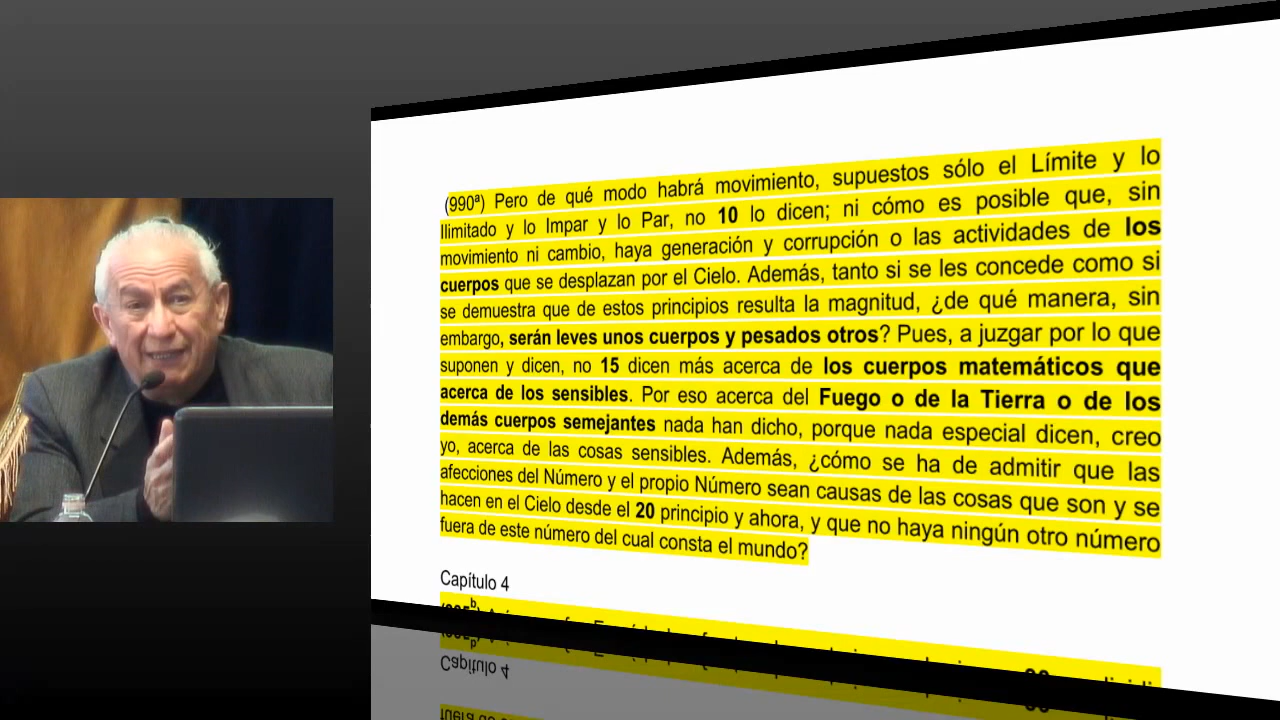 (990ª) Pero de qué modo habrá movimiento, supuestos sólo el Límite y lo
Ilimitado y lo Impar y lo Par, no 10 lo dicen; ni cómo es posible que, sin
movimiento ni cambio, haya generación y corrupción o las actividades de los
cuerpos que se desplazan por el Cielo. Además, tanto si se les concede como si
se demuestra que de estos principios resulta la magnitud, ¿de qué manera, sin
embargo, serán leves unos cuerpos y pesados otros? Pues, a juzgar por lo que
suponen y dicen, no 15 dicen más acerca de los cuerpos matemáticos que
acerca de los sensibles. Por eso acerca del Fuego o de la Tierra o de los
demás cuerpos semejantes nada han dicho, porque nada especial dicen, creo
yo, acerca de las cosas sensibles. Además, ¿cómo se ha de admitir que las
afecciones del Número y el propio Número sean causas de las cosas que son y se
hacen en el Cielo desde el 20 principio y ahora, y que no haya ningún otro número
fuera de este número del cual consta el mundo?
Capítulo 4